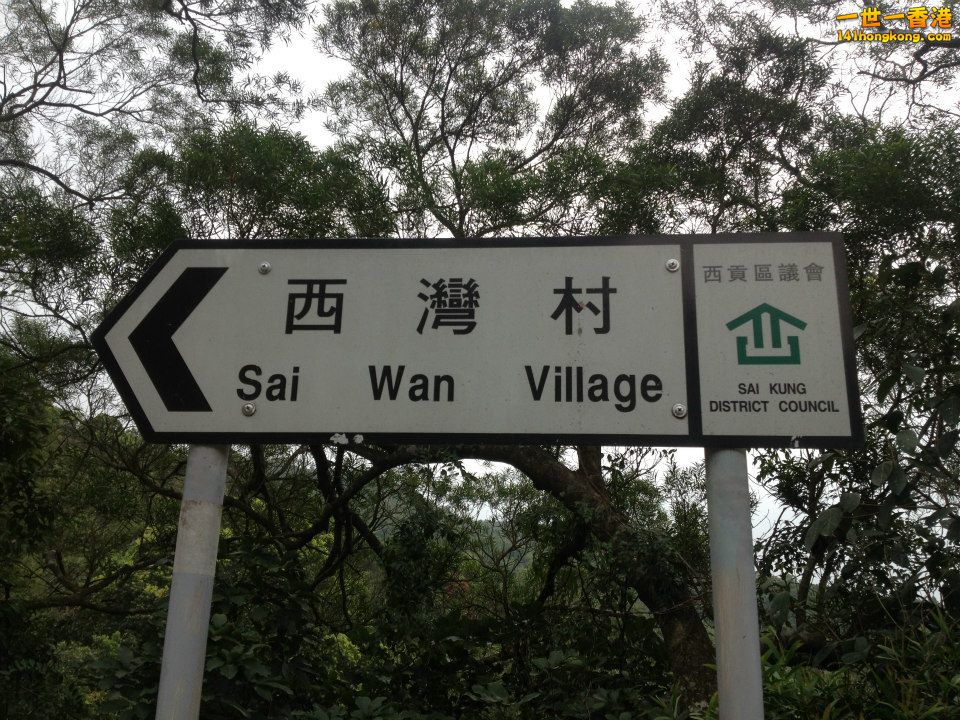 一世一香港
141hongkong.com
西灣村
Sai Wan Village
西貢區議會
SAI KUNG
DISTRICT COUNCIL